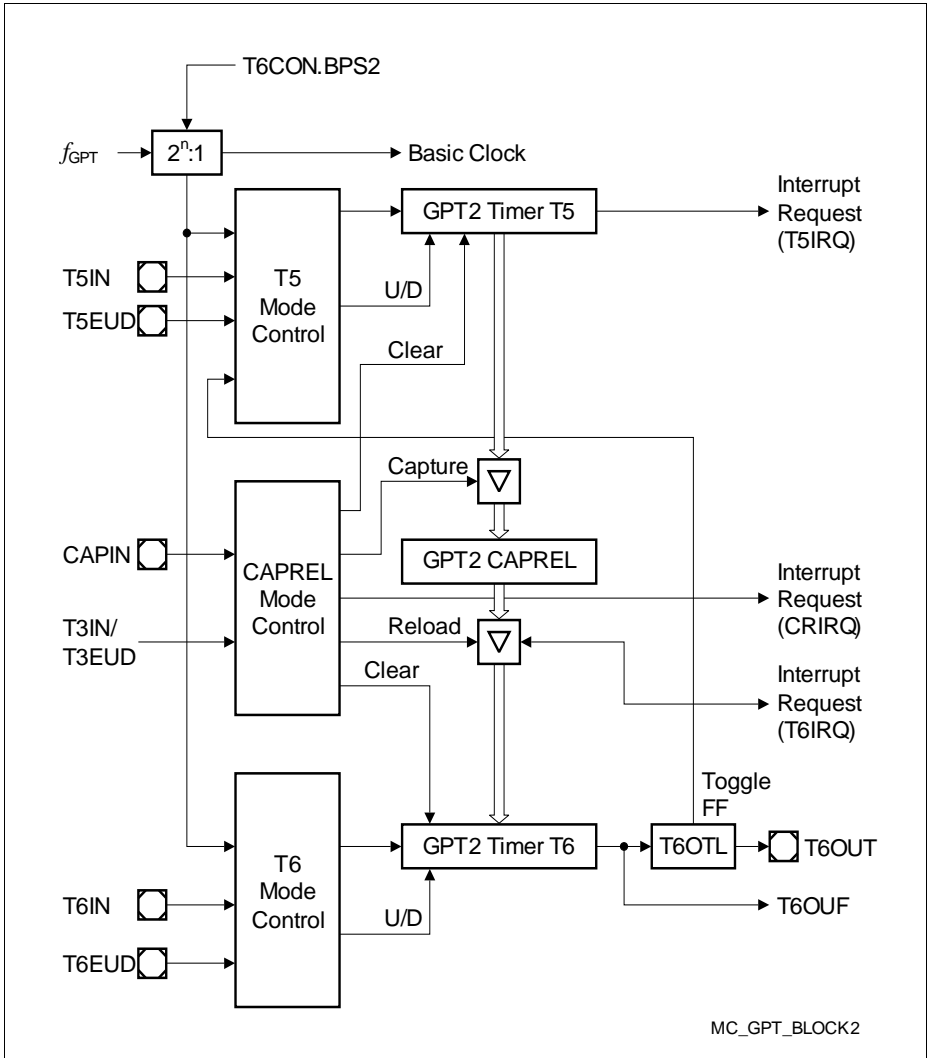 T6CON.BPS2
fGPT
2ⁿ:1
Basic Clock
GPT2 Timer T5
Interrupt
Request
(T5IRQ)
T5IN
T5EUD
T5
Mode
Control
U/D
Clear
Capture
CAPIN
T3IN/
T3EUD
CAPREL
Mode
Control
GPT2 CAPREL
Interrupt
Request
(CRIRQ)
Reload
Clear
Interrupt
Request
(T6IRQ)
Toggle
FF
T6
Mode
Control
GPT2 Timer T6
T6OTL
T6OUT
T6IN
U/D
T6OUF
T6EUD
MC_GPT_BLOCK2